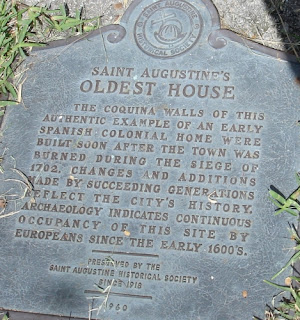 SAINT AUGUSTINE'S
OLDEST HOUSE
THE COQUINA WALLS OF THIS
AUTHENTIC EXAMPLE OF AN EARLY
SPANISH COLONIAL HOME WERE
BUILT SOON AFTER THE TOWN WAS
BURNED DURING THE SIEGE OF
1702. CHANGES AND ADDITIONS
MADE BY SUCCEEDING GENERATIONS
REFLECT THE CITY'S HISTORY.
ARCHAEOLOGY INDICATES CONTINUOUS
OCCUPANCY OF THIS SITE BY
EUROPEANS SINCE THE EARLY 1600'S.
PRESERVED BY THE
SAINT AUGUSTINE HISTORICAL SOCIETY
SINCE 1918
1960